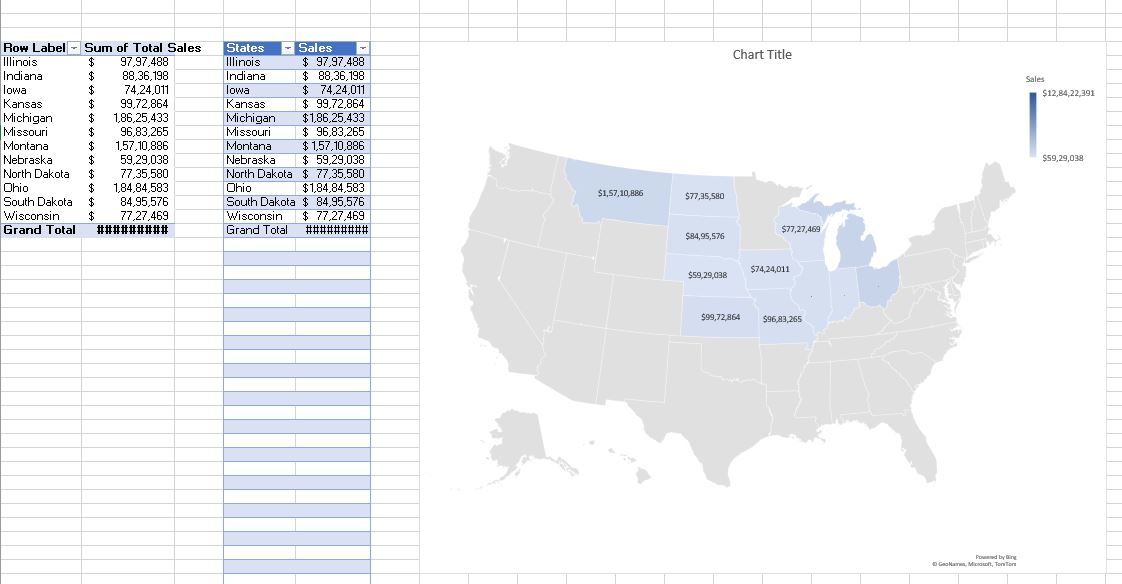 Row Label Sum of Total Sales States Sales
Illinois $ 97,97,488 Illinois $ 97,97,488
Indiana $ 88,36,198 Indiana $ 88,36,198
Iowa $ 74,24,011 Iowa $ 74,24,011
Kansas $ 99,72,864 Kansas $ 99,72,864
Michigan $ 1,86,25,433 Michigan $1,86,25,433
Missouri $ 96,83,265 Missouri $ 96,83,265
Montana $ 1,57,10,886 Montana $ 1,57,10,886
Nebraska $ 59,29,038 Nebraska $ 59,29,038
North Dakota $ 77,35,580 North Dakota $ 77,35,580
Ohio $ 1,84,84,583 Ohio $1,84,84,583
South Dakota $ 84,95,576 South Dakota $ 84,95,576
Wisconsin $ 77,27,469 Wisconsin $ 77,27,469
Grand Total ######### Grand Total #########
Chart Title
Sales
$12,84,22,391
$59,29,038
$1,57,10,886
$77,35,580
$84,95,576
$77,27,469
$59,29,038
$74,24,011
$99,72,864
$96,83,265
Powered by Bing
© GeoNames, Microsoft, TomTom